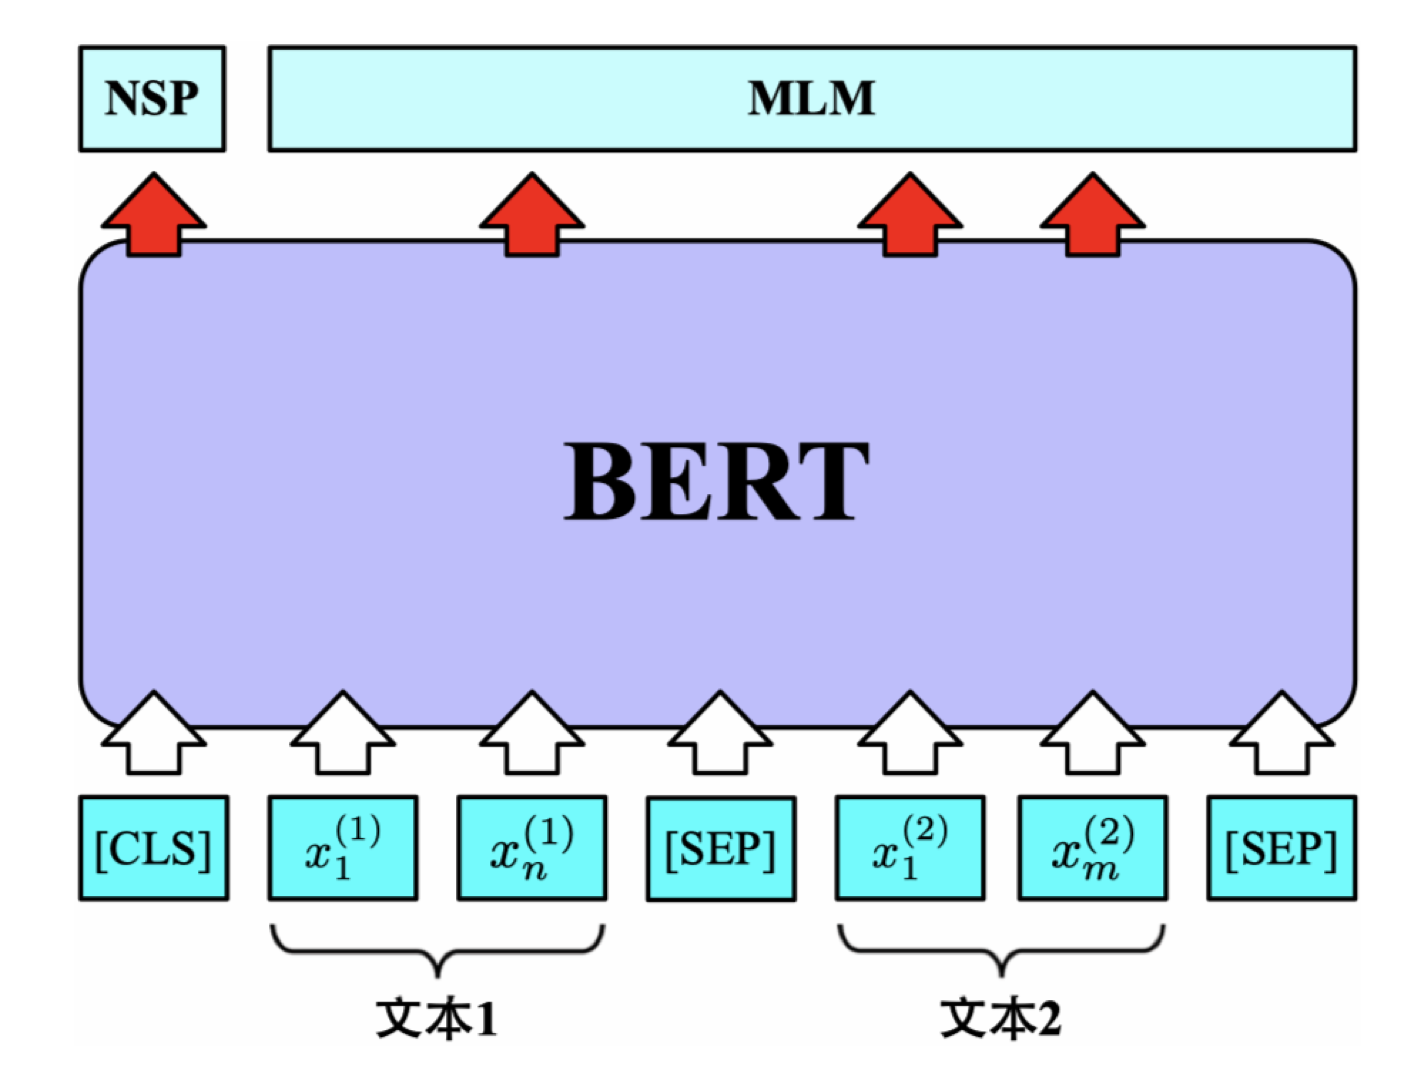 NSP MLM
BERT
[CLS] x_1^{(1)} x_n^{(1)} [SEP] x_1^{(2)} x_m^{(2)} [SEP]
文本1 文本2